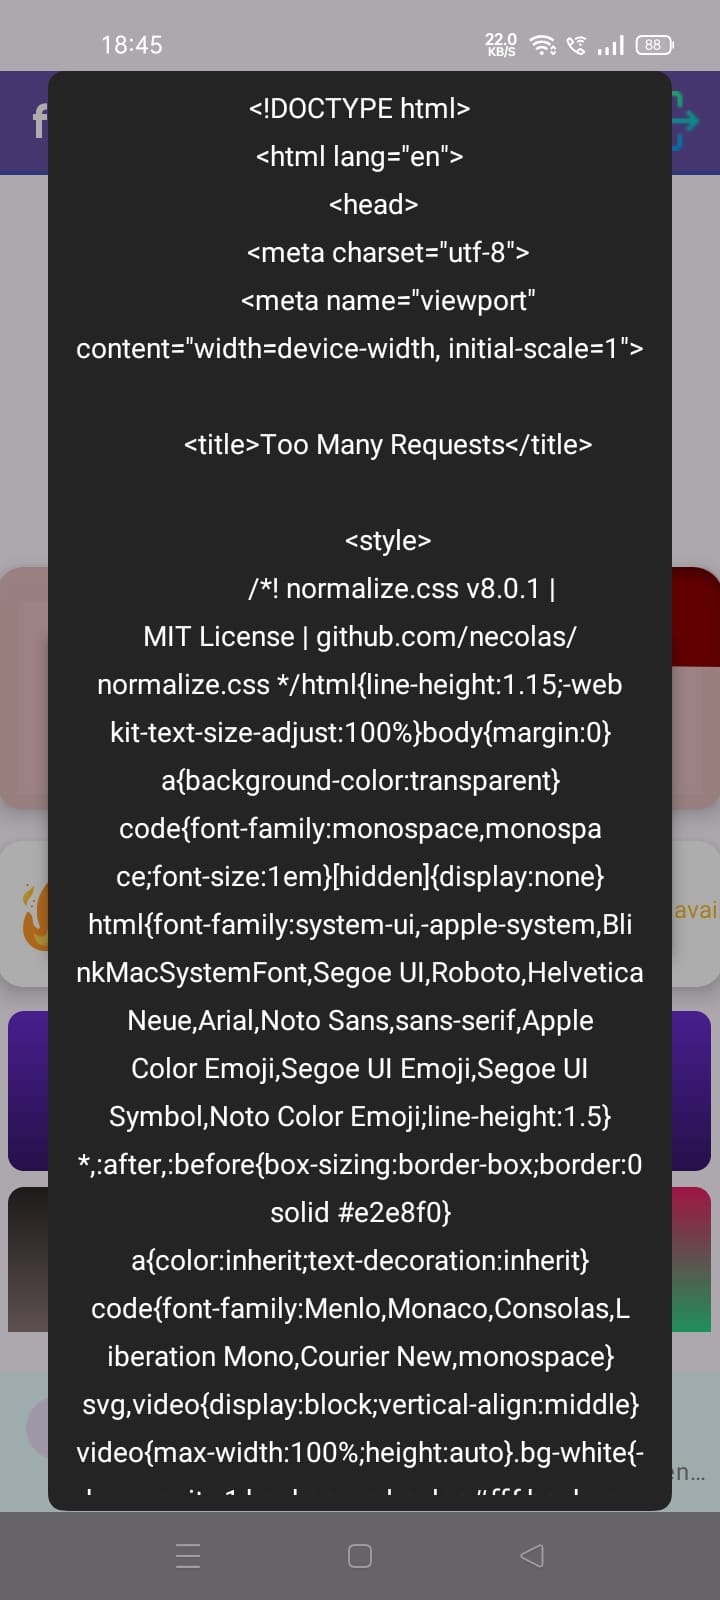 18:45
22.0
KB/S
88
f
<!DOCTYPE html>
<html lang="en">
<head>
<meta charset="utf-8">
<meta name="viewport"
content="width=device-width, initial-scale=1">
<title>Too Many Requests</title>
<style>
/*! normalize.css v8.0.1 |
MIT License | github.com/necolas/
normalize.css */html{line-height:1.15;-web
kit-text-size-adjust:100%}body{margin:0}
a{background-color:transparent}
code{font-family:monospace,monospa
ce;font-size:1em}[hidden]{display:none}
html{font-family:system-ui,-apple-system,Bli
nkMacSystemFont,Segoe UI,Roboto,Helvetica
Neue,Arial,Noto Sans,sans-serif,Apple
Color Emoji,Segoe UI Emoji,Segoe UI
Symbol,Noto Color Emoji;line-height:1.5}
*,:after,:before{box-sizing:border-box;border:0
solid #e2e8f0}
a{color:inherit;text-decoration:inherit}
code{font-family:Menlo,Monaco,Consolas,L
iberation Mono,Courier New,monospace}
svg,video{display:block;vertical-align:middle}
video{max-width:100%;height:auto}.bg-white{-
avai
en...